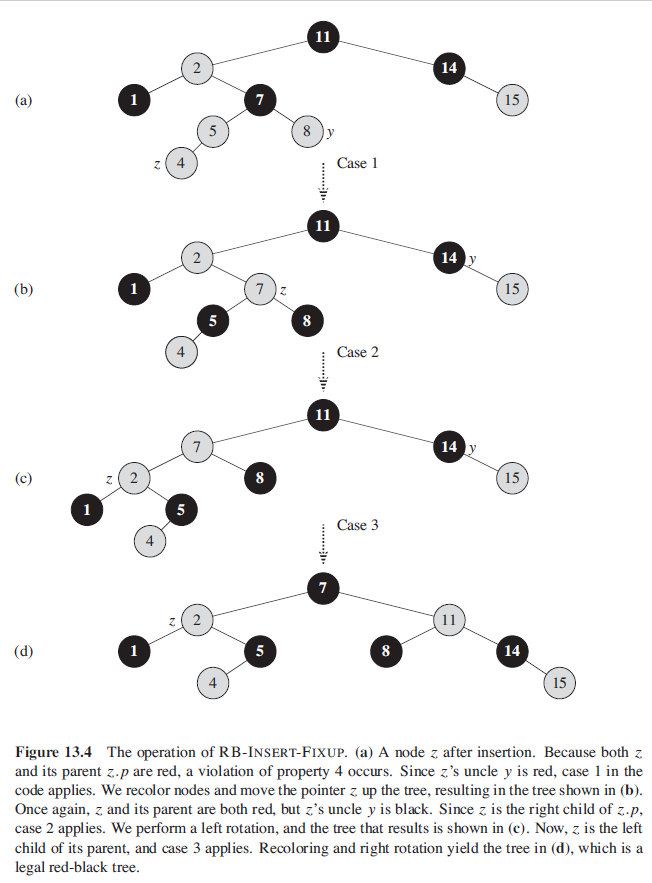 11
2
14
(a)
1
7
15
5
8 y
z 4
Case 1
11
2
14 y
(b)
1
7 z
15
5
8
4
Case 2
11
7
14 y
(c)
z 2
8
15
1
5
4
Case 3
7
z 2
11
(d)
1
5
8
14
4
15
Figure 13.4 The operation of RB-INSERT-FIXUP. (a) A node z after insertion. Because both z
and its parent z.p are red, a violation of property 4 occurs. Since z’s uncle y is red, case 1 in the
code applies. We recolor nodes and move the pointer z up the tree, resulting in the tree shown in (b).
Once again, z and its parent are both red, but z’s uncle y is black. Since z is the right child of z.p,
case 2 applies. We perform a left rotation, and the tree that results is shown in (c). Now, z is the left
child of its parent, and case 3 applies. Recoloring and right rotation yield the tree in (d), which is a
legal red-black tree.